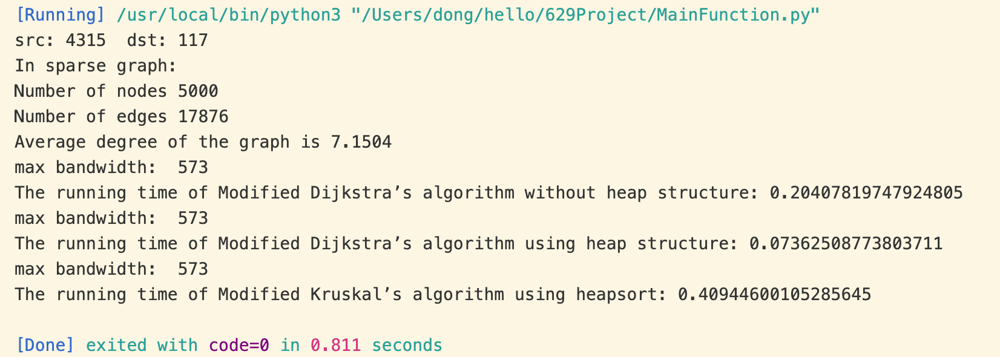 [Running] /usr/local/bin/python3 "/Users/dong/hello/629Project/MainFunction.py"
src: 4315  dst: 117
In sparse graph:
Number of nodes 5000
Number of edges 17876
Average degree of the graph is 7.1504
max bandwidth:  573
The running time of Modified Dijkstra’s algorithm without heap structure: 0.20407819747924805
max bandwidth:  573
The running time of Modified Dijkstra’s algorithm using heap structure: 0.07362508773803711
max bandwidth:  573
The running time of Modified Kruskal’s algorithm using heapsort: 0.40944600105285645
[Done] exited with code=0 in 0.811 seconds